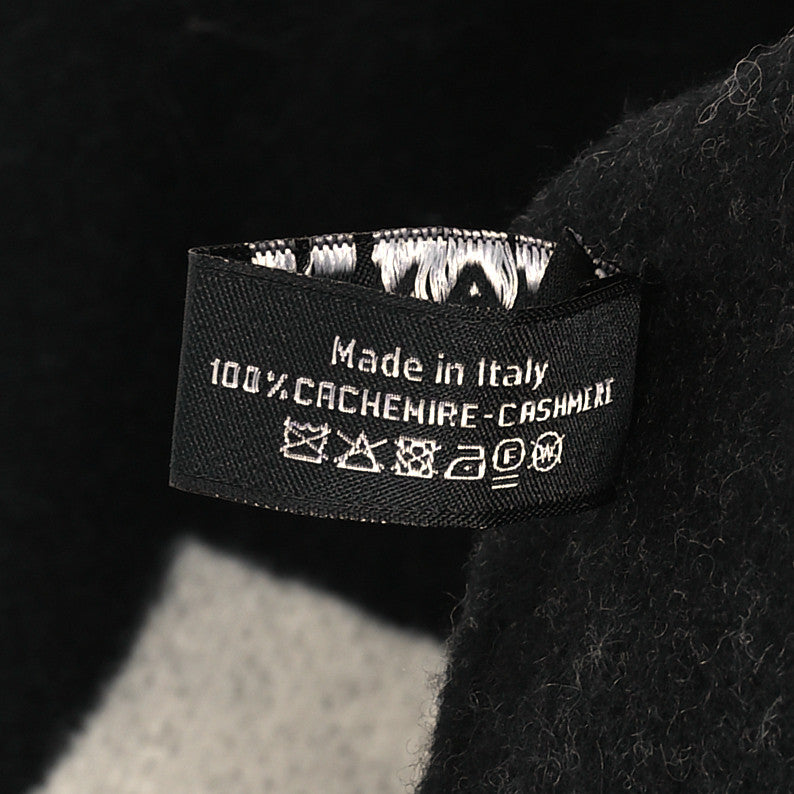 Made in Italy
100%CACHEMIRE-CASHMERE
F W